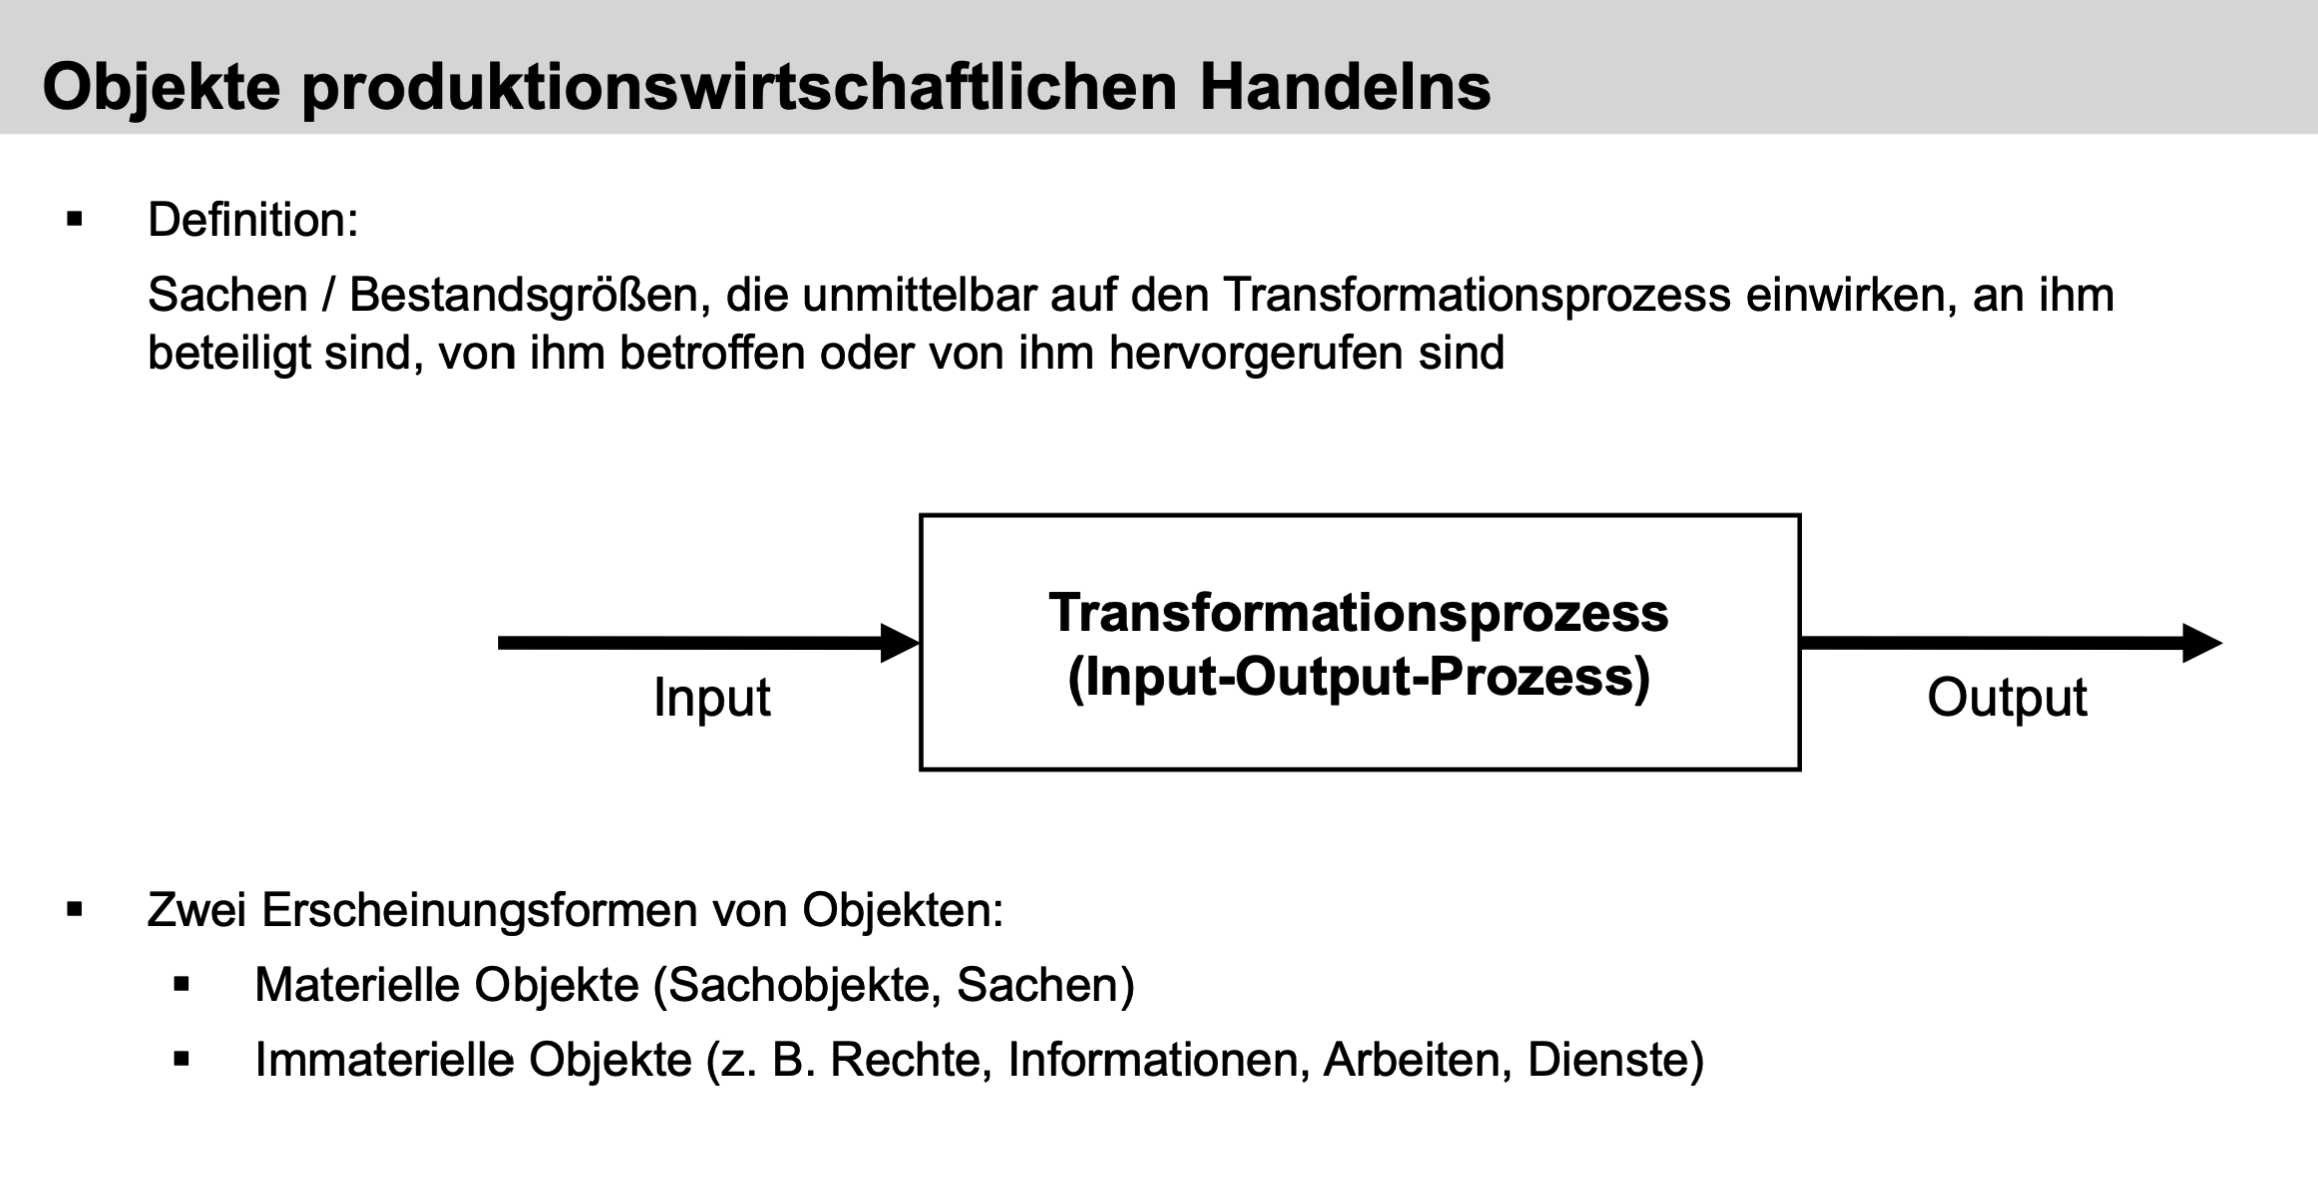 Objekte produktionswirtschaftlichen Handelns
▪ Definition:
Sachen / Bestandsgrößen, die unmittelbar auf den Transformationsprozess einwirken, an ihm
beteiligt sind, von ihm betroffen oder von ihm hervorgerufen sind
Transformationsprozess
(Input-Output-Prozess)
Input
Output
▪ Zwei Erscheinungsformen von Objekten:
▪ Materielle Objekte (Sachobjekte, Sachen)
▪ Immaterielle Objekte (z. B. Rechte, Informationen, Arbeiten, Dienste)